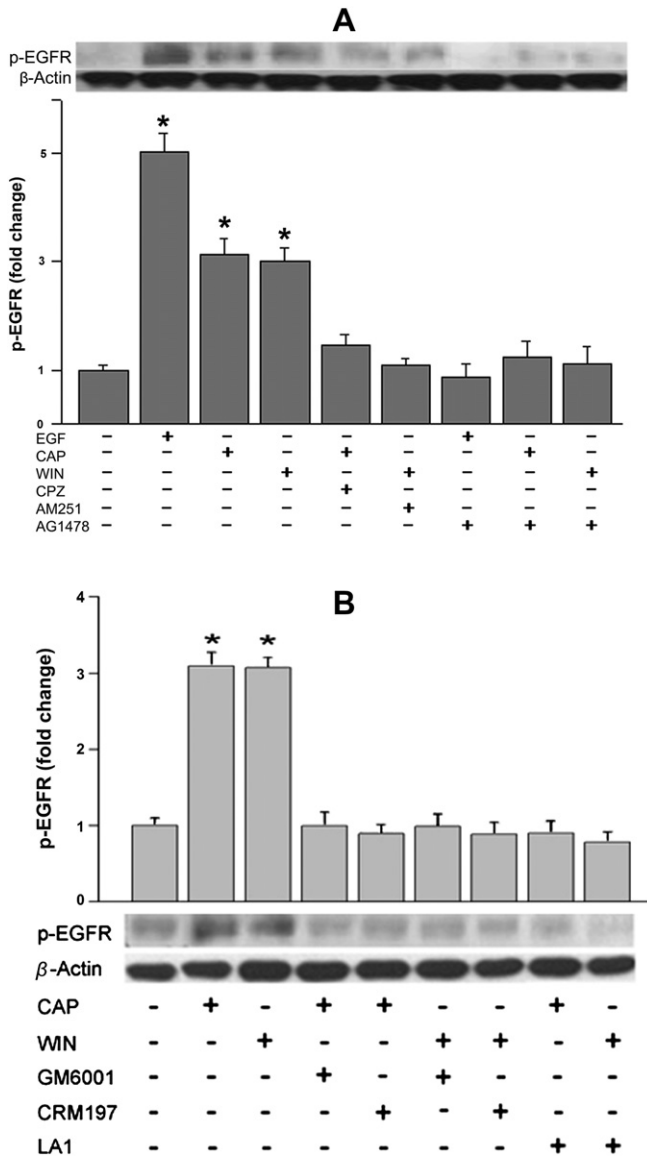 A
p-EGFR
β-Actin
p-EGFR (fold change)
5
3
1
0
* * *
EGF − + − − − − + − −
CAP − − + − + − − + −
WIN − − − + − + − − +
CPZ − − − − + − − − −
AM251 − − − − − + − − −
AG1478 − − − − − − + + +
B
p-EGFR (fold change)
4
3
2
1
0
* *
p-EGFR
β-Actin
CAP - + - + + - - + -
WIN - - + - - + + - +
GM6001 - - - + - + - - -
CRM197 - - - - + - + - -
LA1 - - - - - - - + +